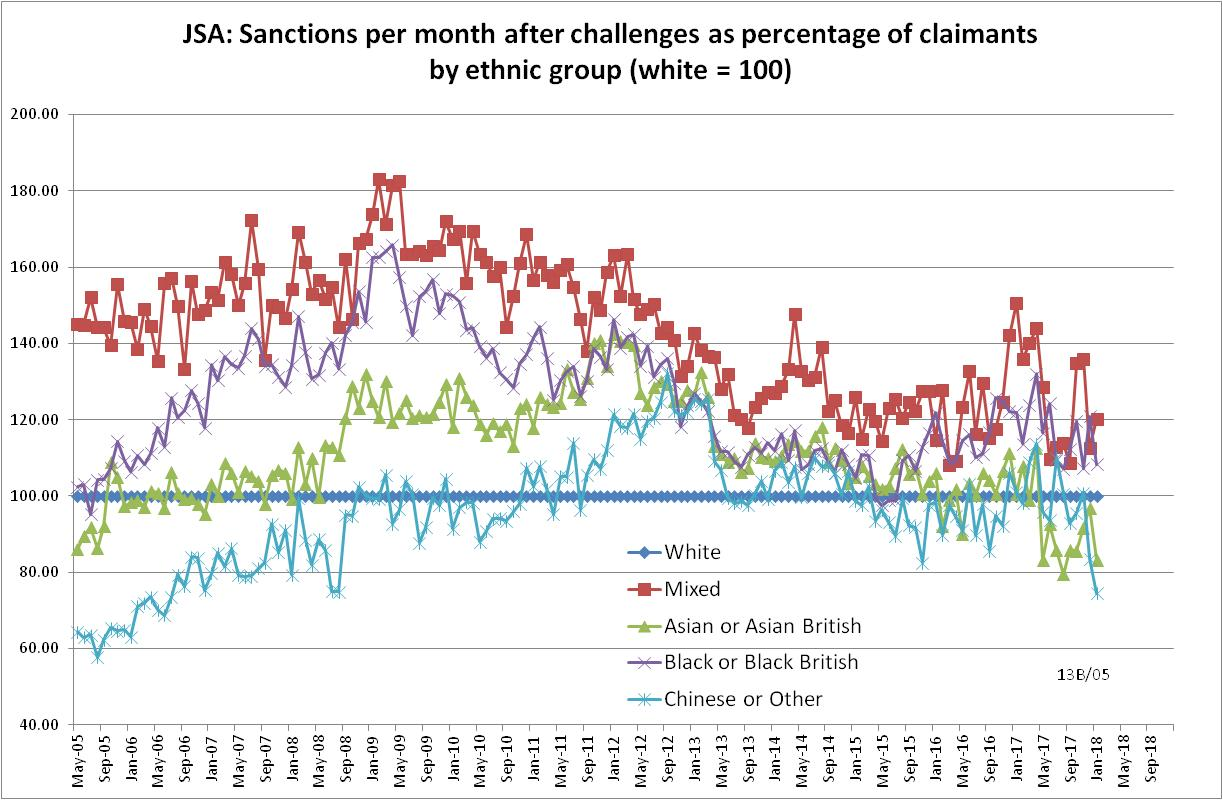 JSA: Sanctions per month after challenges as percentage of claimants
by ethnic group (white = 100)
200.00
180.00
160.00
140.00
120.00
100.00
80.00
60.00
40.00
White
Mixed
Asian or Asian British
Black or Black British
Chinese or Other
13B/05
May-05
Sep-05
Jan-06
May-06
Sep-06
Jan-07
May-07
Sep-07
Jan-08
May-08
Sep-08
Jan-09
May-09
Sep-09
Jan-10
May-10
Sep-10
Jan-11
May-11
Sep-11
Jan-12
May-12
Sep-12
Jan-13
May-13
Sep-13
Jan-14
May-14
Sep-14
Jan-15
May-15
Sep-15
Jan-16
May-16
Sep-16
Jan-17
May-17
Sep-17
Jan-18
May-18
Sep-18